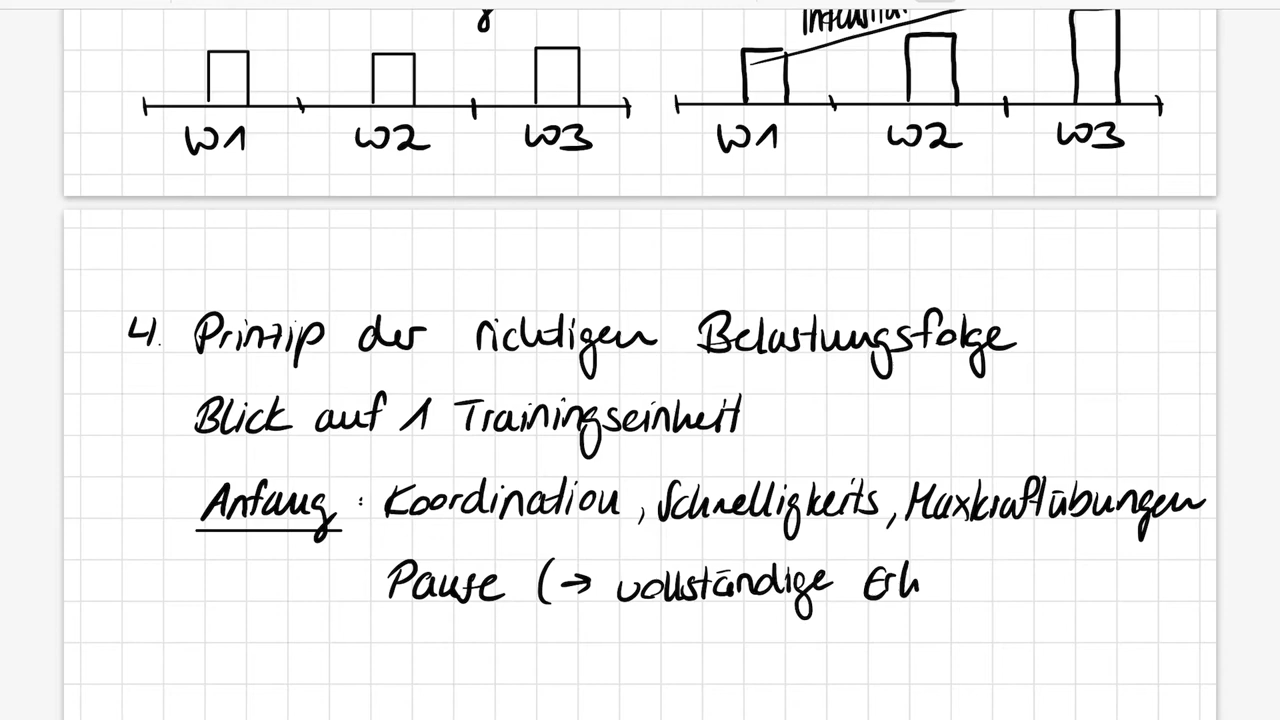 Intensität
W1 W2 W3 W1 W2 W3
4. Prinzip der richtigen Belastungsfolge
Blick auf 1 Trainingseinheit
Anfang: Koordination, Schnelligkeits, Maxkraftübungen
Pause (→ vollständige Erh